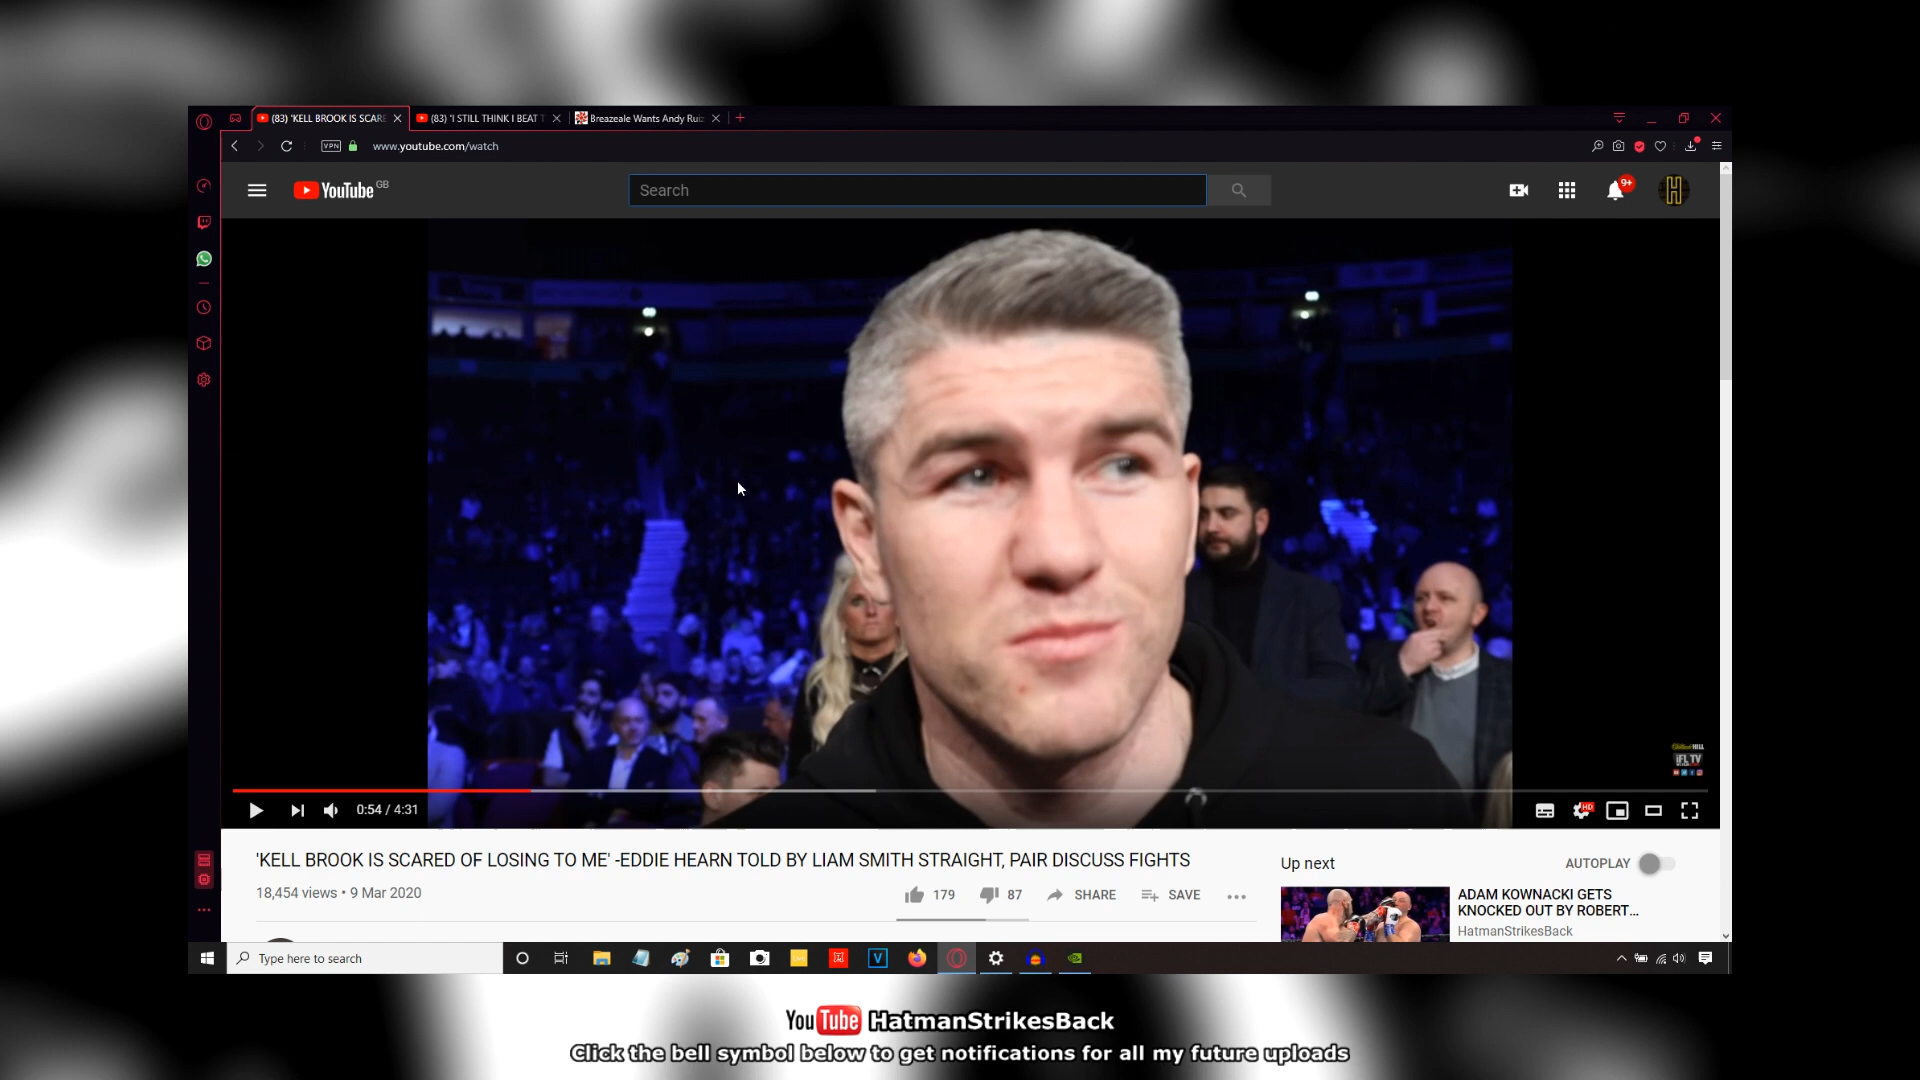 (83) 'KELL BROOK IS SCARE
(83) 'I STILL THINK I BEAT T
Breazeale Wants Andy Ruiz
VPN
www.youtube.com/watch
YouTube GB
Search
9+
iFL TV
0:54 / 4:31
HD
'KELL BROOK IS SCARED OF LOSING TO ME' -EDDIE HEARN TOLD BY LIAM SMITH STRAIGHT, PAIR DISCUSS FIGHTS
18,454 views • 9 Mar 2020
179
87
SHARE
SAVE
Up next
AUTOPLAY
ADAM KOWNACKI GETS
KNOCKED OUT BY ROBERT...
HatmanStrikesBack
Type here to search
YouTube HatmanStrikesBack
Click the bell symbol below to get notifications for all my future uploads